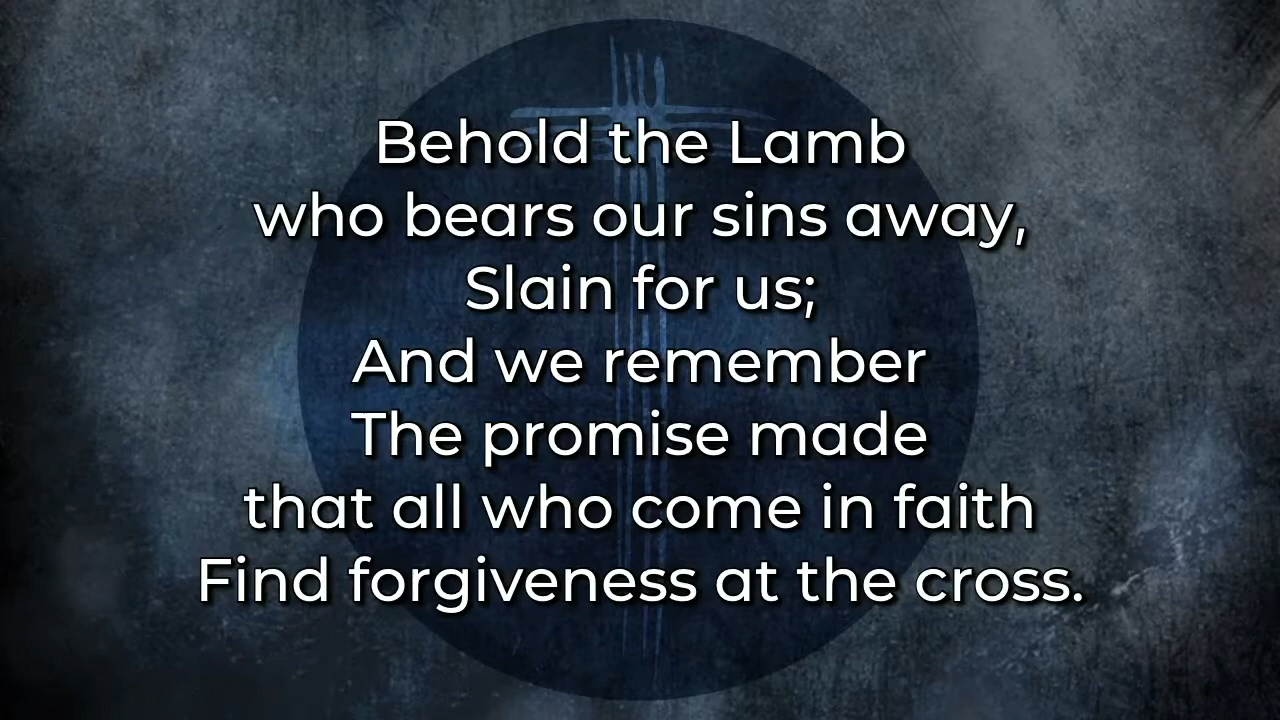 Behold the Lamb
who bears our sins away,
Slain for us;
And we remember
The promise made
that all who come in faith
Find forgiveness at the cross.